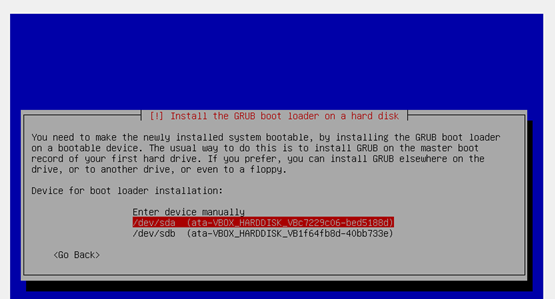 [!] Install the GRUB boot loader on a hard disk
You need to make the newly installed system bootable, by installing the GRUB boot loader
on a bootable device. The usual way to do this is to install GRUB on the master boot
record of your first hard drive. If you prefer, you can install GRUB elsewhere on the
drive, or to another drive, or even to a floppy.
Device for boot loader installation:
Enter device manually
/dev/sda (ata-VBOX_HARDDISK_VBc7229c06-bed5188d)
/dev/sdb (ata-VBOX_HARDDISK_VB1f64fb8d-40bb733e)
<Go Back>